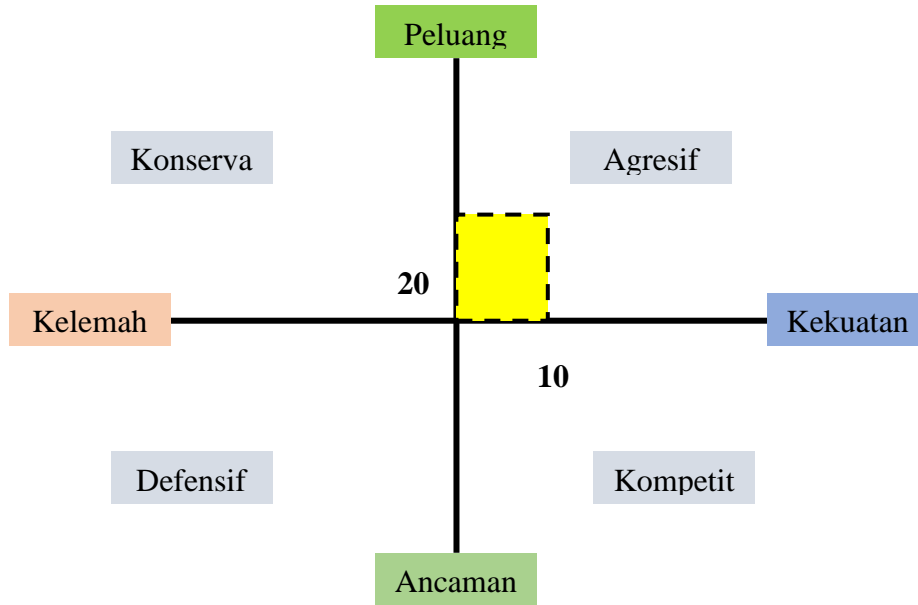 Peluang
Konserva
Agresif
20
Kelemah
Kekuatan
10
Defensif
Kompetit
Ancaman